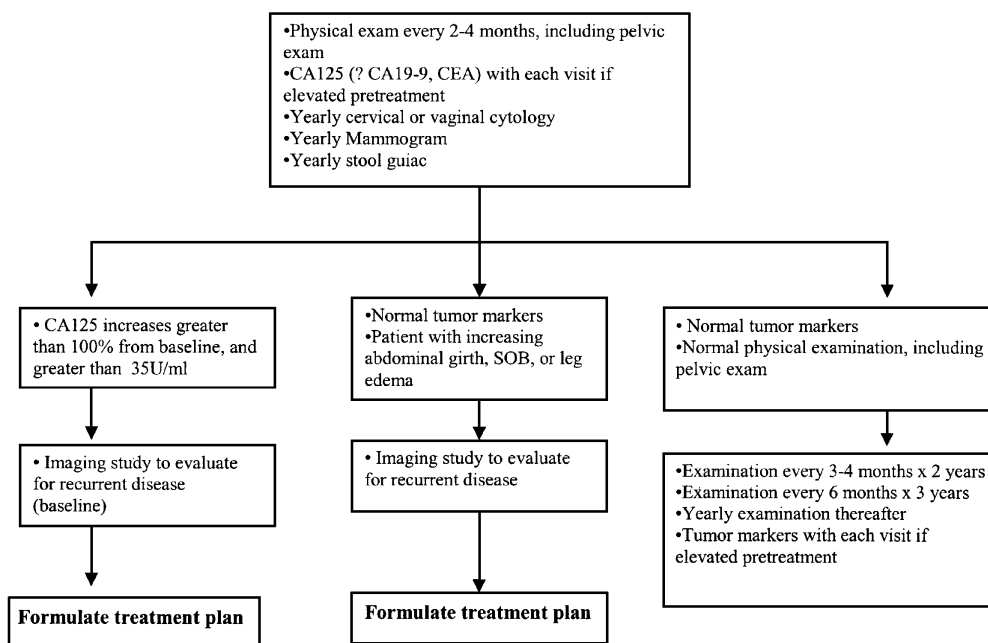 •Physical exam every 2-4 months, including pelvic
exam
•CA125 (? CA19-9, CEA) with each visit if
elevated pretreatment
•Yearly cervical or vaginal cytology
•Yearly Mammogram
•Yearly stool guiac
• CA125 increases greater
than 100% from baseline, and
greater than 35U/ml
• Imaging study to evaluate
for recurrent disease
(baseline)
Formulate treatment plan
•Normal tumor markers
•Patient with increasing
abdominal girth, SOB, or leg
edema
• Imaging study to evaluate
for recurrent disease
Formulate treatment plan
• Normal tumor markers
•Normal physical examination, including
pelvic exam
•Examination every 3-4 months x 2 years
•Examination every 6 months x 3 years
•Yearly examination thereafter
•Tumor markers with each visit if
elevated pretreatment